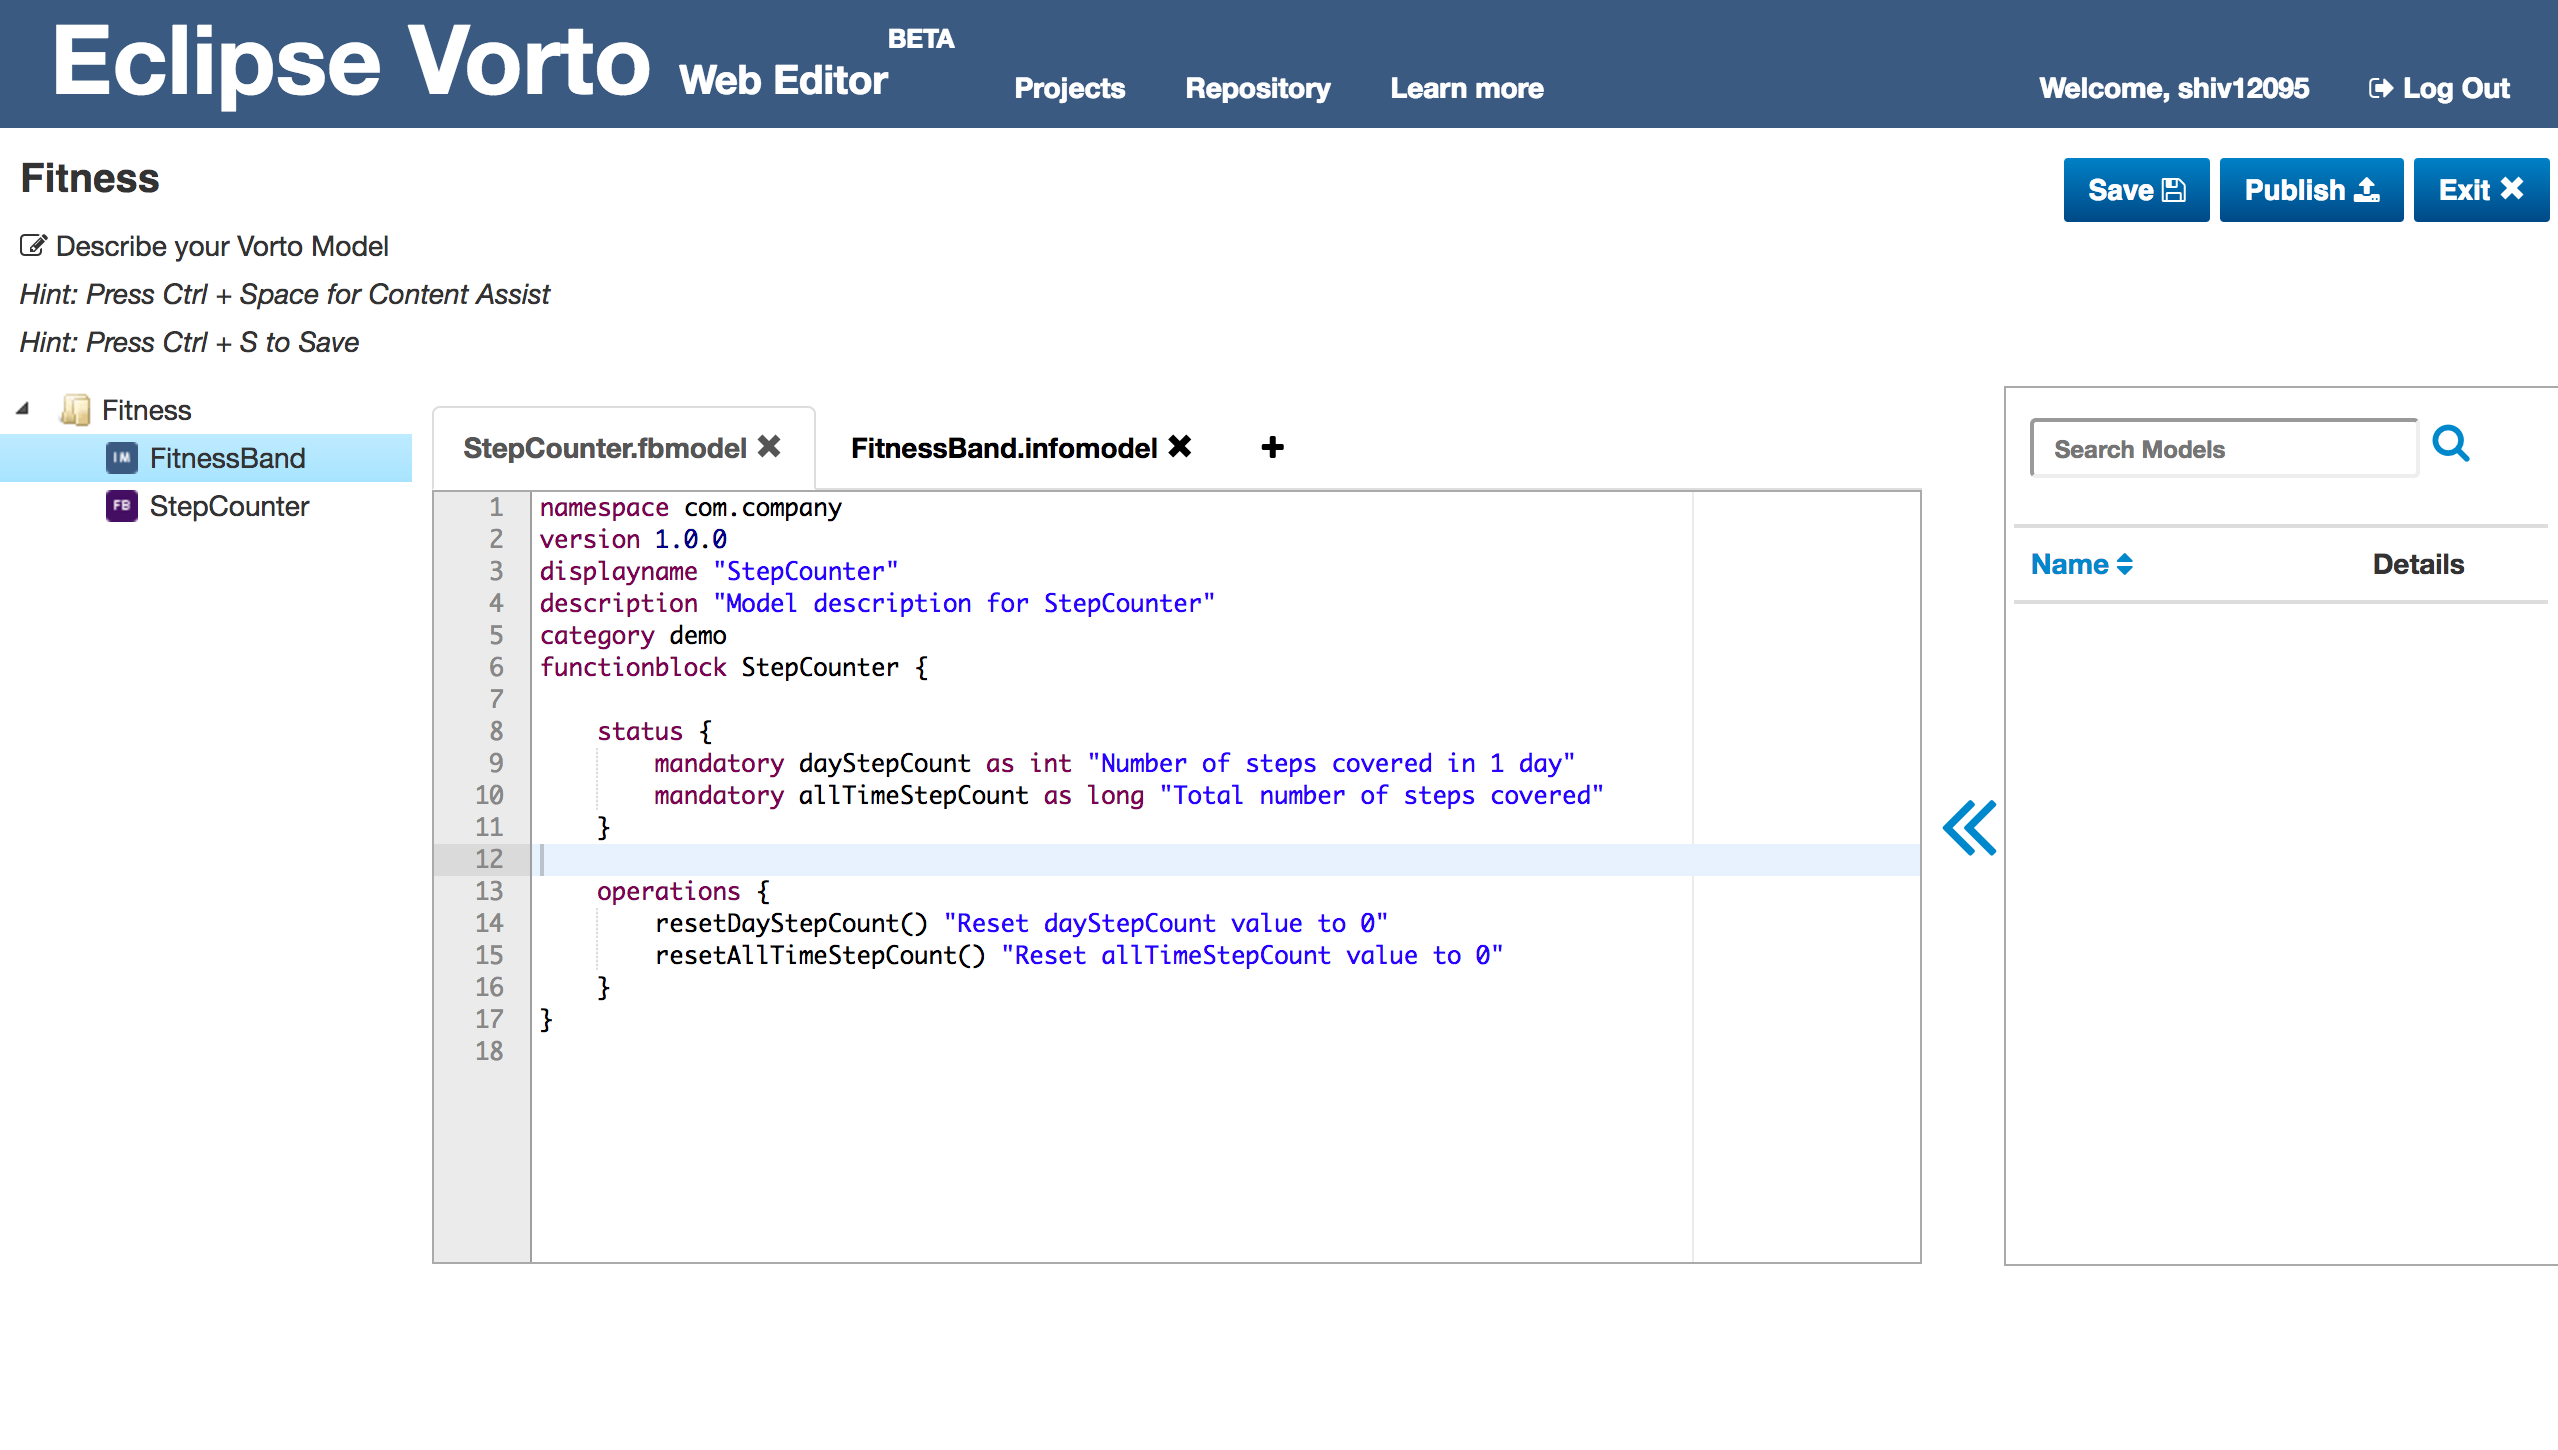 Eclipse Vorto Web Editor BETA
Projects Repository Learn more
Welcome, shiv12095 Log Out
Fitness
Save Publish Exit
Describe your Vorto Model
Hint: Press Ctrl + Space for Content Assist
Hint: Press Ctrl + S to Save
Fitness
IM FitnessBand
FB StepCounter
StepCounter.fbmodel FitnessBand.infomodel +
1 namespace com.company
2 version 1.0.0
3 displayname "StepCounter"
4 description "Model description for StepCounter"
5 category demo
6 functionblock StepCounter {
7
8 status {
9 mandatory dayStepCount as int "Number of steps covered in 1 day"
10 mandatory allTimeStepCount as long "Total number of steps covered"
11 }
12
13 operations {
14 resetDayStepCount() "Reset dayStepCount value to 0"
15 resetAllTimeStepCount() "Reset allTimeStepCount value to 0"
16 }
17 }
18
Search Models
Name Details